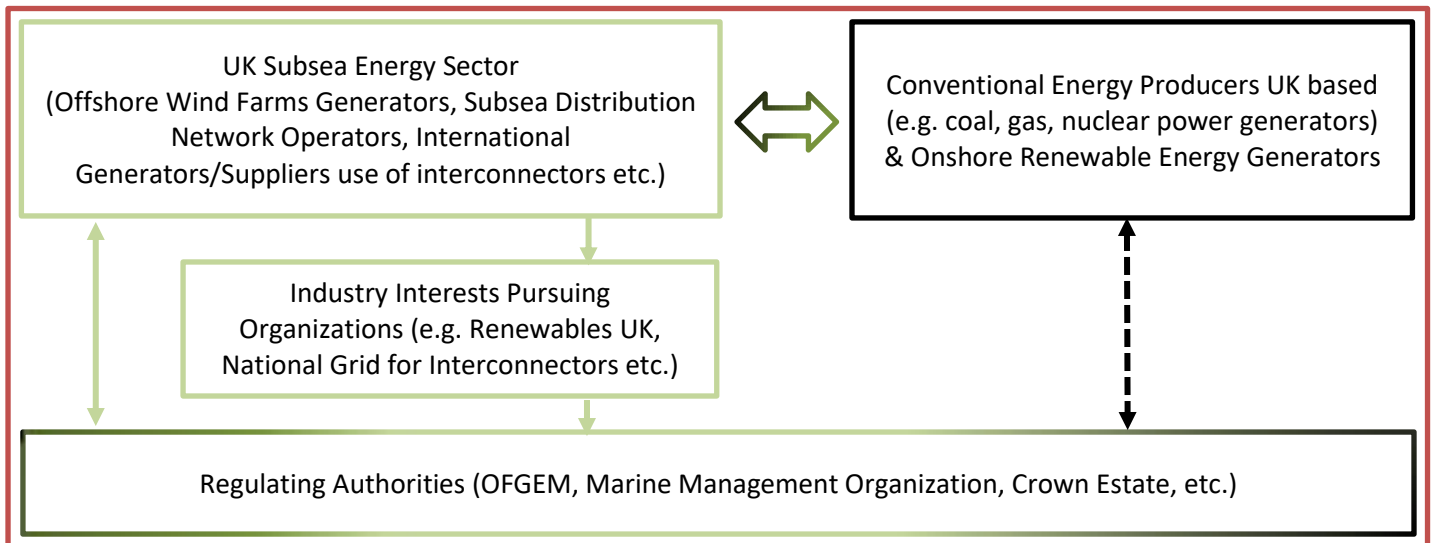 UK Subsea Energy Sector
(Offshore Wind Farms Generators, Subsea Distribution
Network Operators, International
Generators/Suppliers use of interconnectors etc.)
Conventional Energy Producers UK based
(e.g. coal, gas, nuclear power generators)
& Onshore Renewable Energy Generators
Industry Interests Pursuing
Organizations (e.g. Renewables UK,
National Grid for Interconnectors etc.)
Regulating Authorities (OFGEM, Marine Management Organization, Crown Estate, etc.)